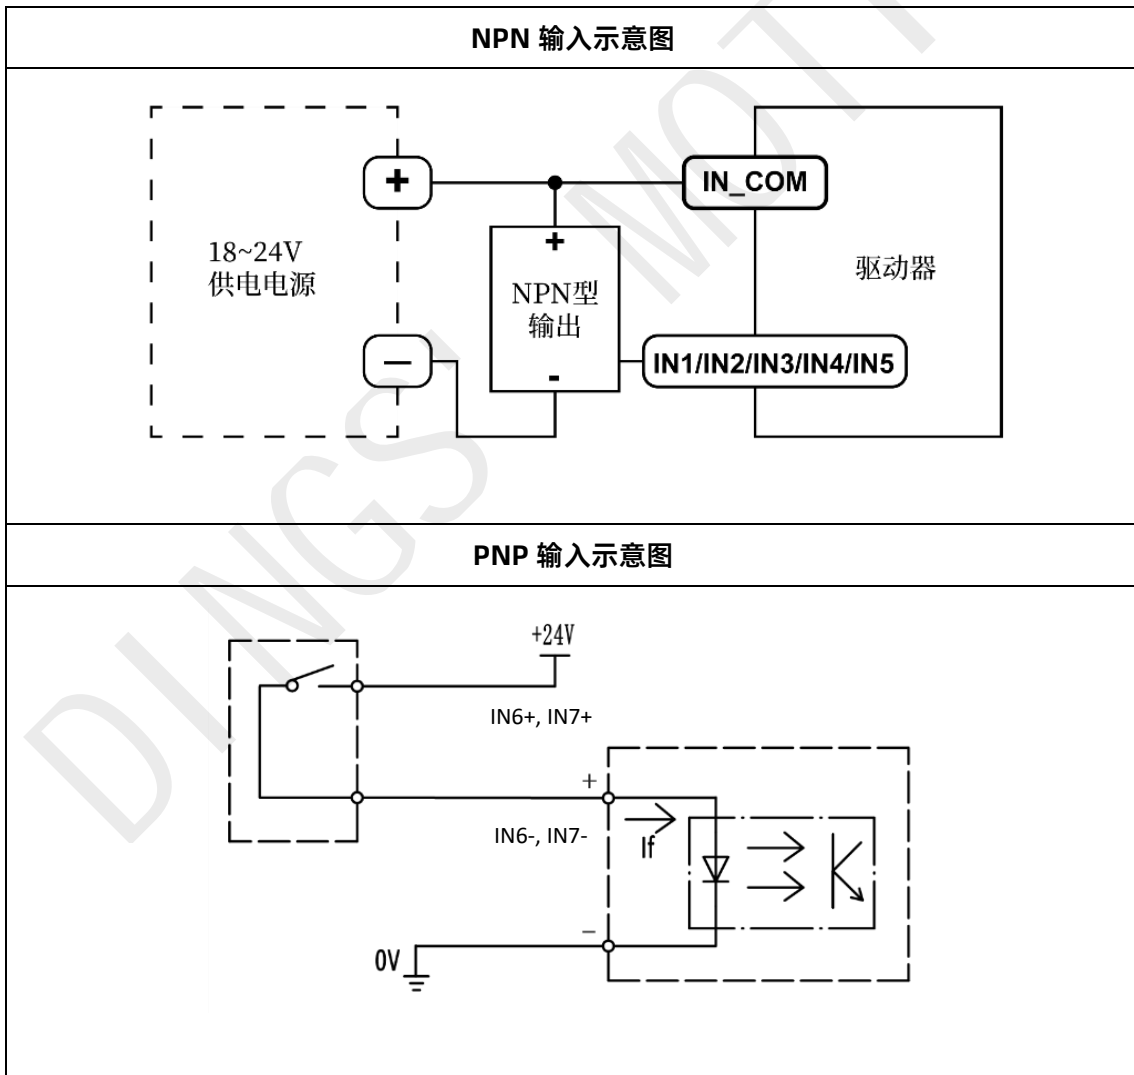 NPN 输入示意图
+
IN_COM
18~24V
供电电源
+
NPN型
输出
-
驱动器
—
IN1/IN2/IN3/IN4/IN5
PNP 输入示意图
+24V
IN6+, IN7+
+
IN6-, IN7-
If
—
0V
DINGS' MOT